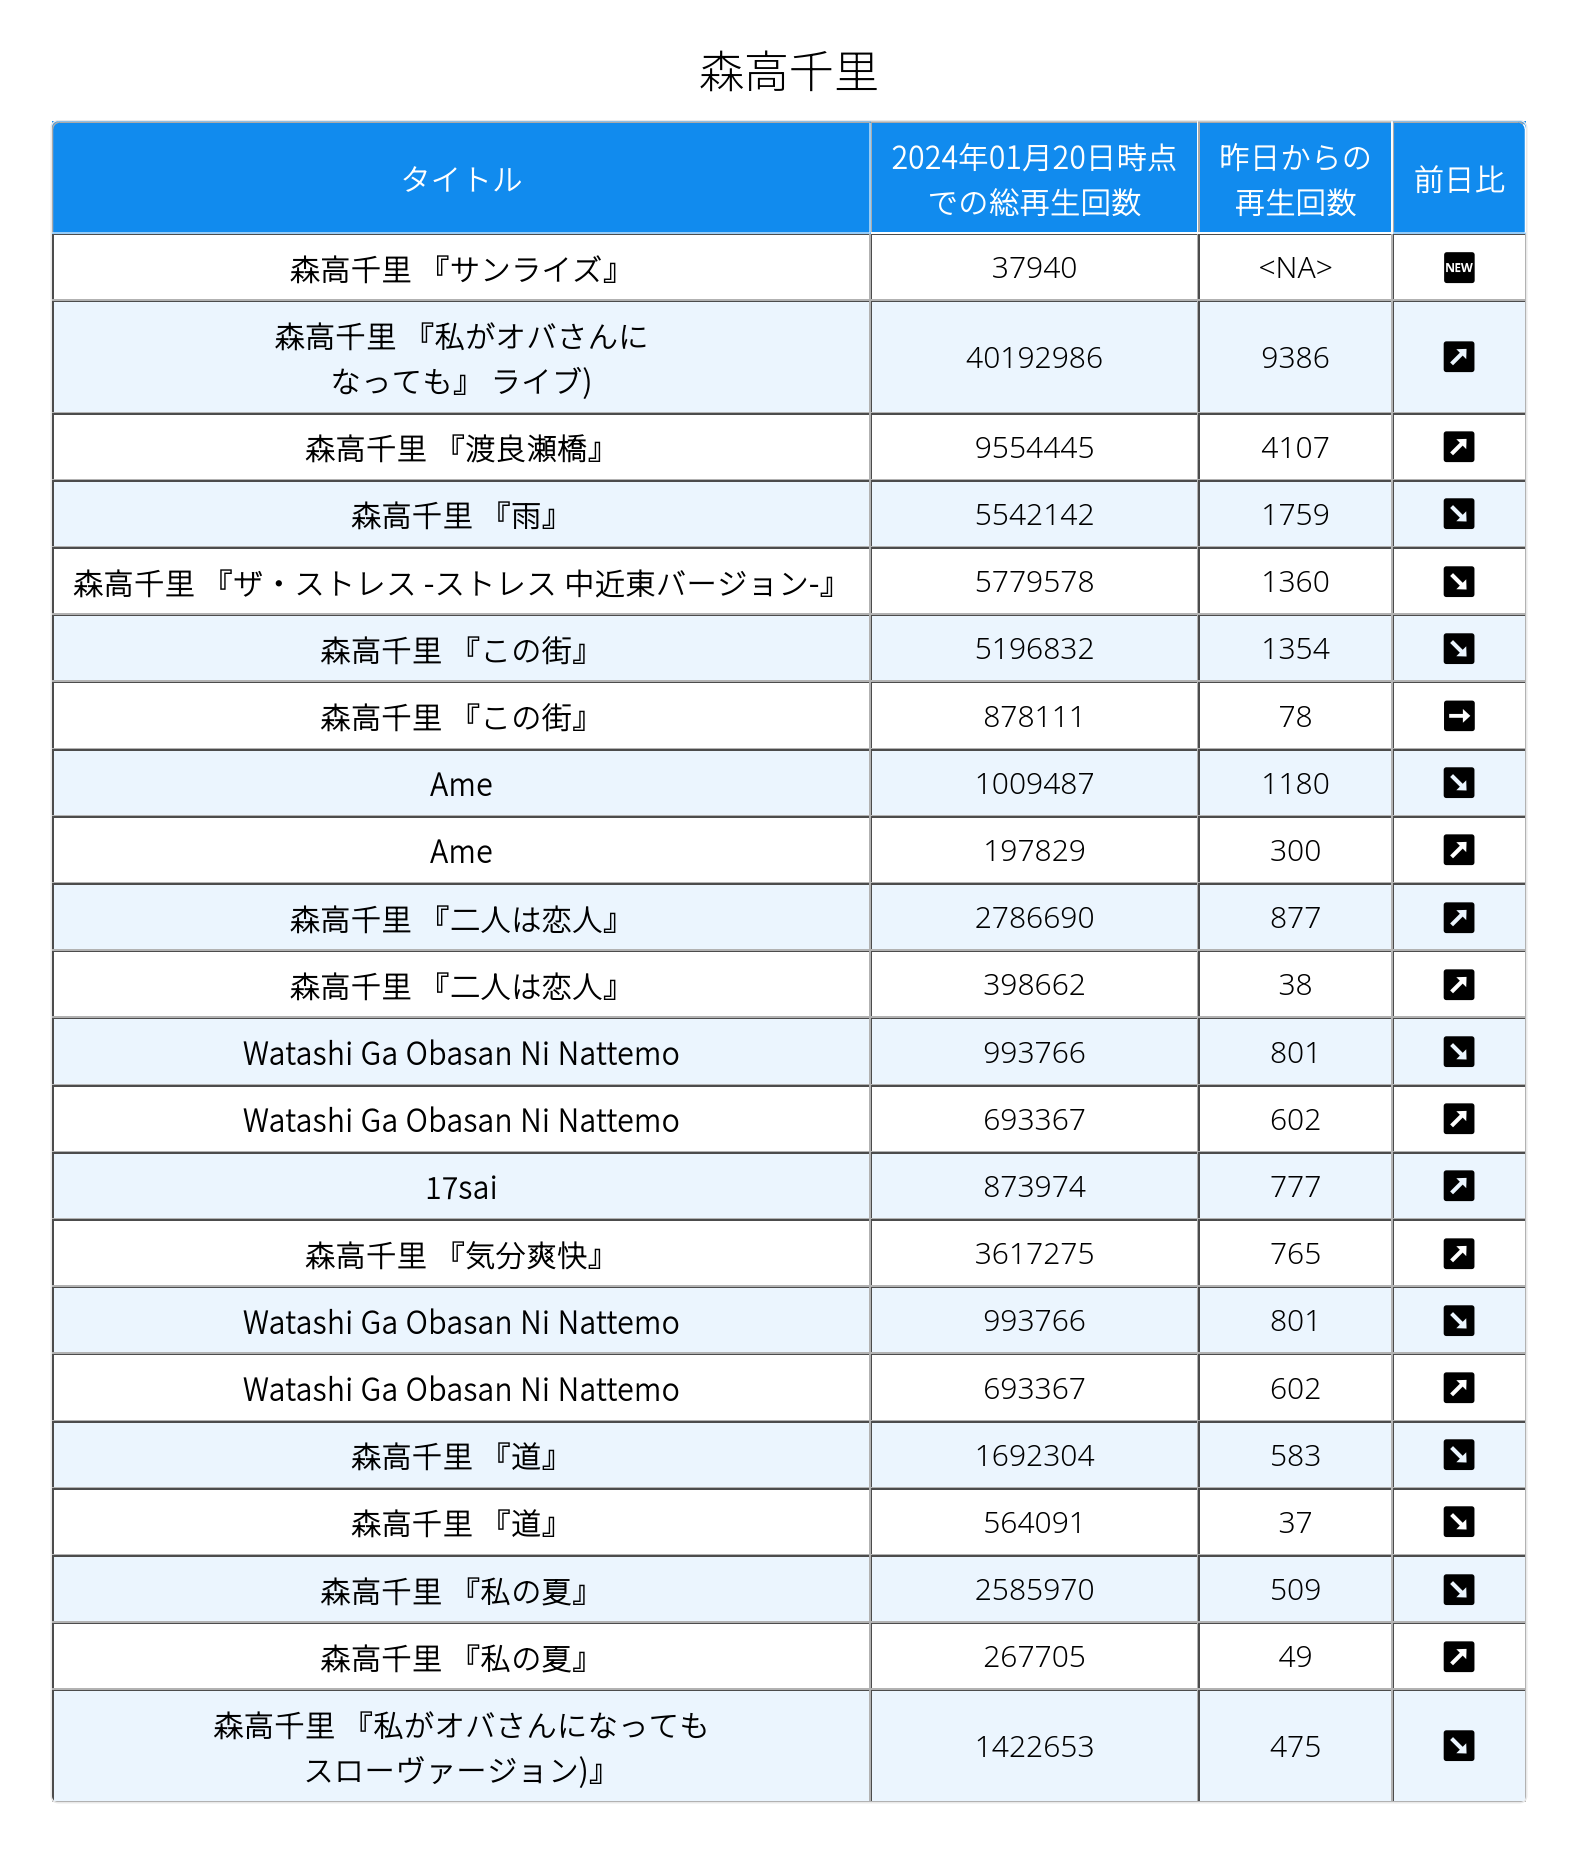 森高千里
タイトル
2024年01月20日時点
での総再生回数
昨日からの
再生回数
前日比
森高千里 『サンライズ』 37940 <NA> NEW
森高千里 『私がオバさんに
なっても』 ライブ) 40192986 9386
森高千里 『渡良瀬橋』 9554445 4107
森高千里 『雨』 5542142 1759
森高千里 『ザ・ストレス -ストレス 中近東バージョン-』 5779578 1360
森高千里 『この街』 5196832 1354
森高千里 『この街』 878111 78
Ame 1009487 1180
Ame 197829 300
森高千里 『二人は恋人』 2786690 877
森高千里 『二人は恋人』 398662 38
Watashi Ga Obasan Ni Nattemo 993766 801
Watashi Ga Obasan Ni Nattemo 693367 602
17sai 873974 777
森高千里 『気分爽快』 3617275 765
Watashi Ga Obasan Ni Nattemo 993766 801
Watashi Ga Obasan Ni Nattemo 693367 602
森高千里 『道』 1692304 583
森高千里 『道』 564091 37
森高千里 『私の夏』 2585970 509
森高千里 『私の夏』 267705 49
森高千里 『私がオバさんになっても
スローヴァージョン)』 1422653 475